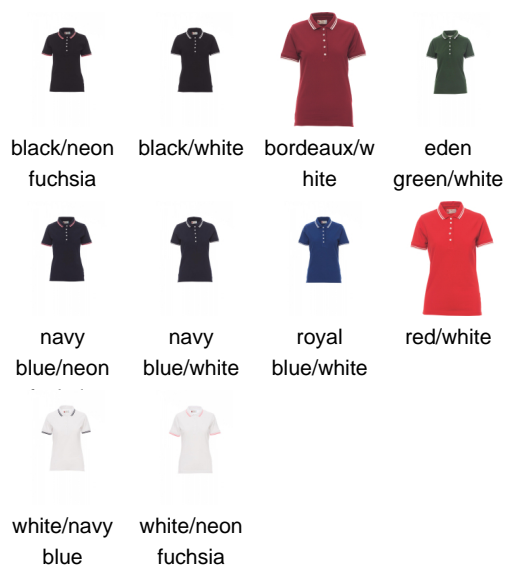 black/neon
fuchsia
black/white
bordeaux/w
hite
eden
green/white
navy
blue/neon
navy
blue/white
royal
blue/white
red/white
white/navy
blue
white/neon
fuchsia